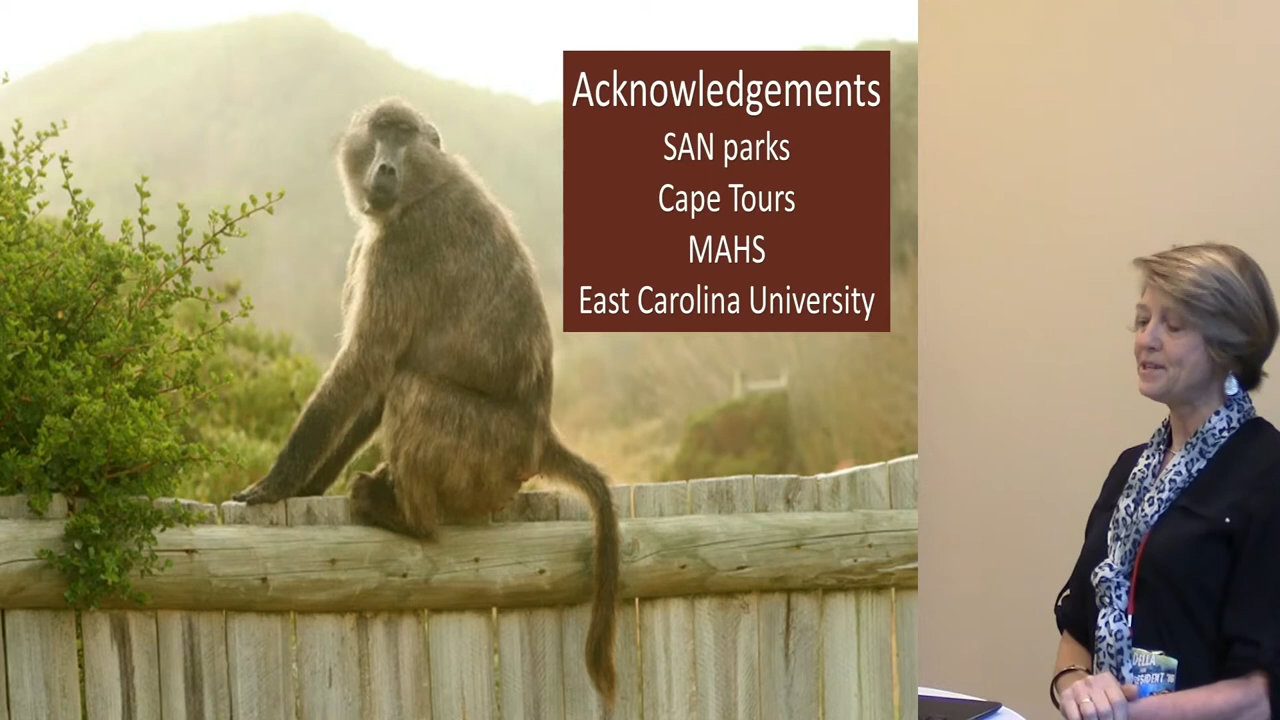 Acknowledgements
SAN parks
Cape Tours
MAHS
East Carolina University